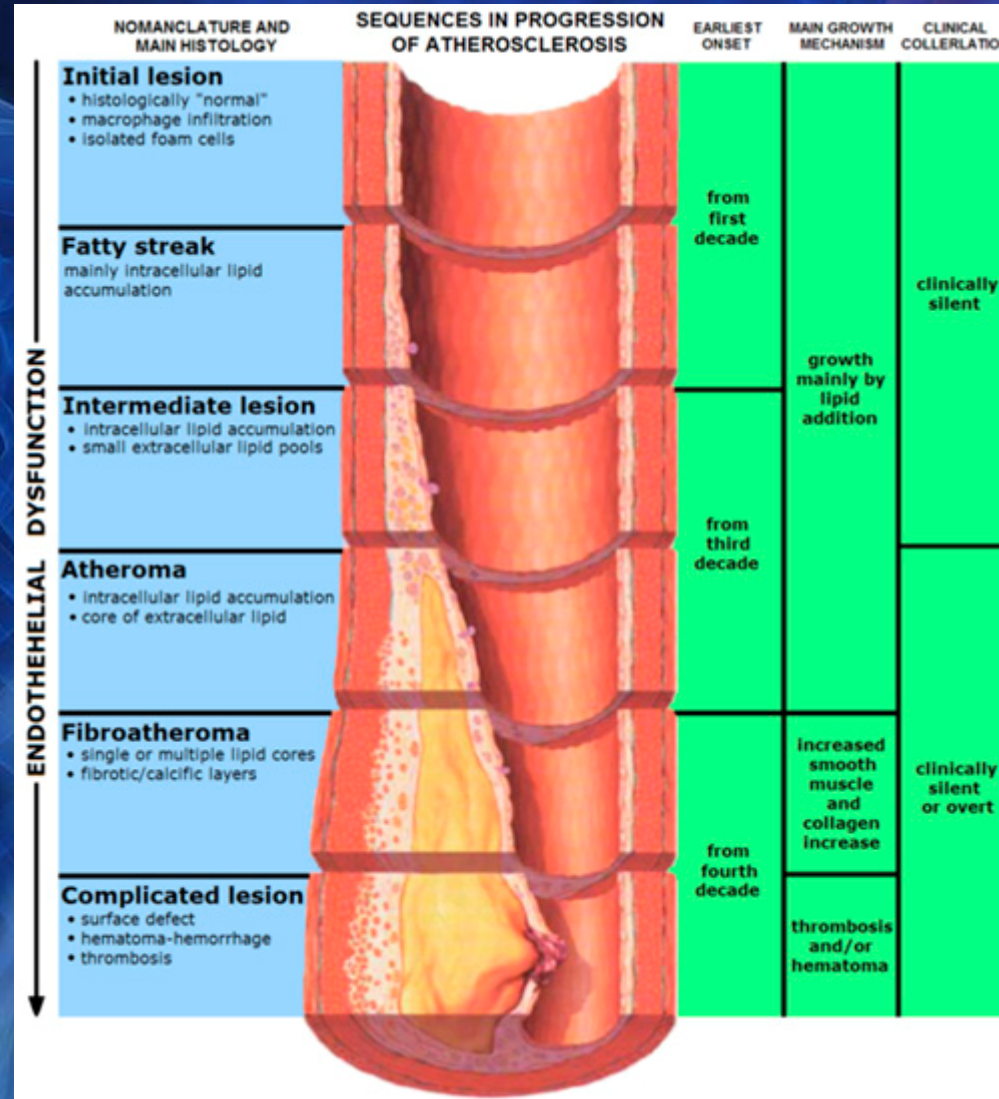 NOMANCLATURE AND
MAIN HISTOLOGY
SEQUENCES IN PROGRESSION
OF ATHEROSCLEROSIS
EARLIEST
ONSET
MAIN GROWTH
MECHANISM
CLINICAL
COLLERLATIO
ENDOTHEHELIAL DYSFUNCTION
Initial lesion
• histologically "normal"
• macrophage infiltration
• isolated foam cells
Fatty streak
mainly intracellular lipid
accumulation
Intermediate lesion
• intracellular lipid accumulation
• small extracellular lipid pools
Atheroma
• intracellular lipid accumulation
• core of extracellular lipid
Fibroatheroma
• single or multiple lipid cores
• fibrotic/calcific layers
Complicated lesion
• surface defect
• hematoma-hemorrhage
• thrombosis
from
first
decade
from
third
decade
from
fourth
decade
growth
mainly by
lipid
addition
increased
smooth
muscle
and
collagen
increase
thrombosis
and/or
hematoma
clinically
silent
clinically
silent
or overt